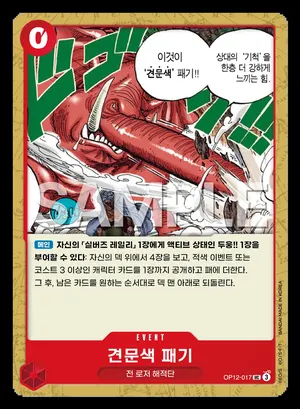 0
이것이
'견문색' 패기!!
상대의 '기척'을
한층 더 강하게
느끼는 힘.
SAMPLE
메인 자신의 「실버즈 레일리」 1장에게 액티브 상태인 두웅!! 1장을
부여할 수 있다: 자신의 덱 위에서 4장을 보고, 적색 이벤트 또는
코스트 3 이상인 캐릭터 카드를 1장까지 공개하고 패에 더한다.
그 후, 남은 카드를 원하는 순서대로 덱 맨 아래로 되돌린다.
EVENT
견문색 패기
전 로저 해적단
OP12-017 UC 3
BANDAI MADE IN KOREA